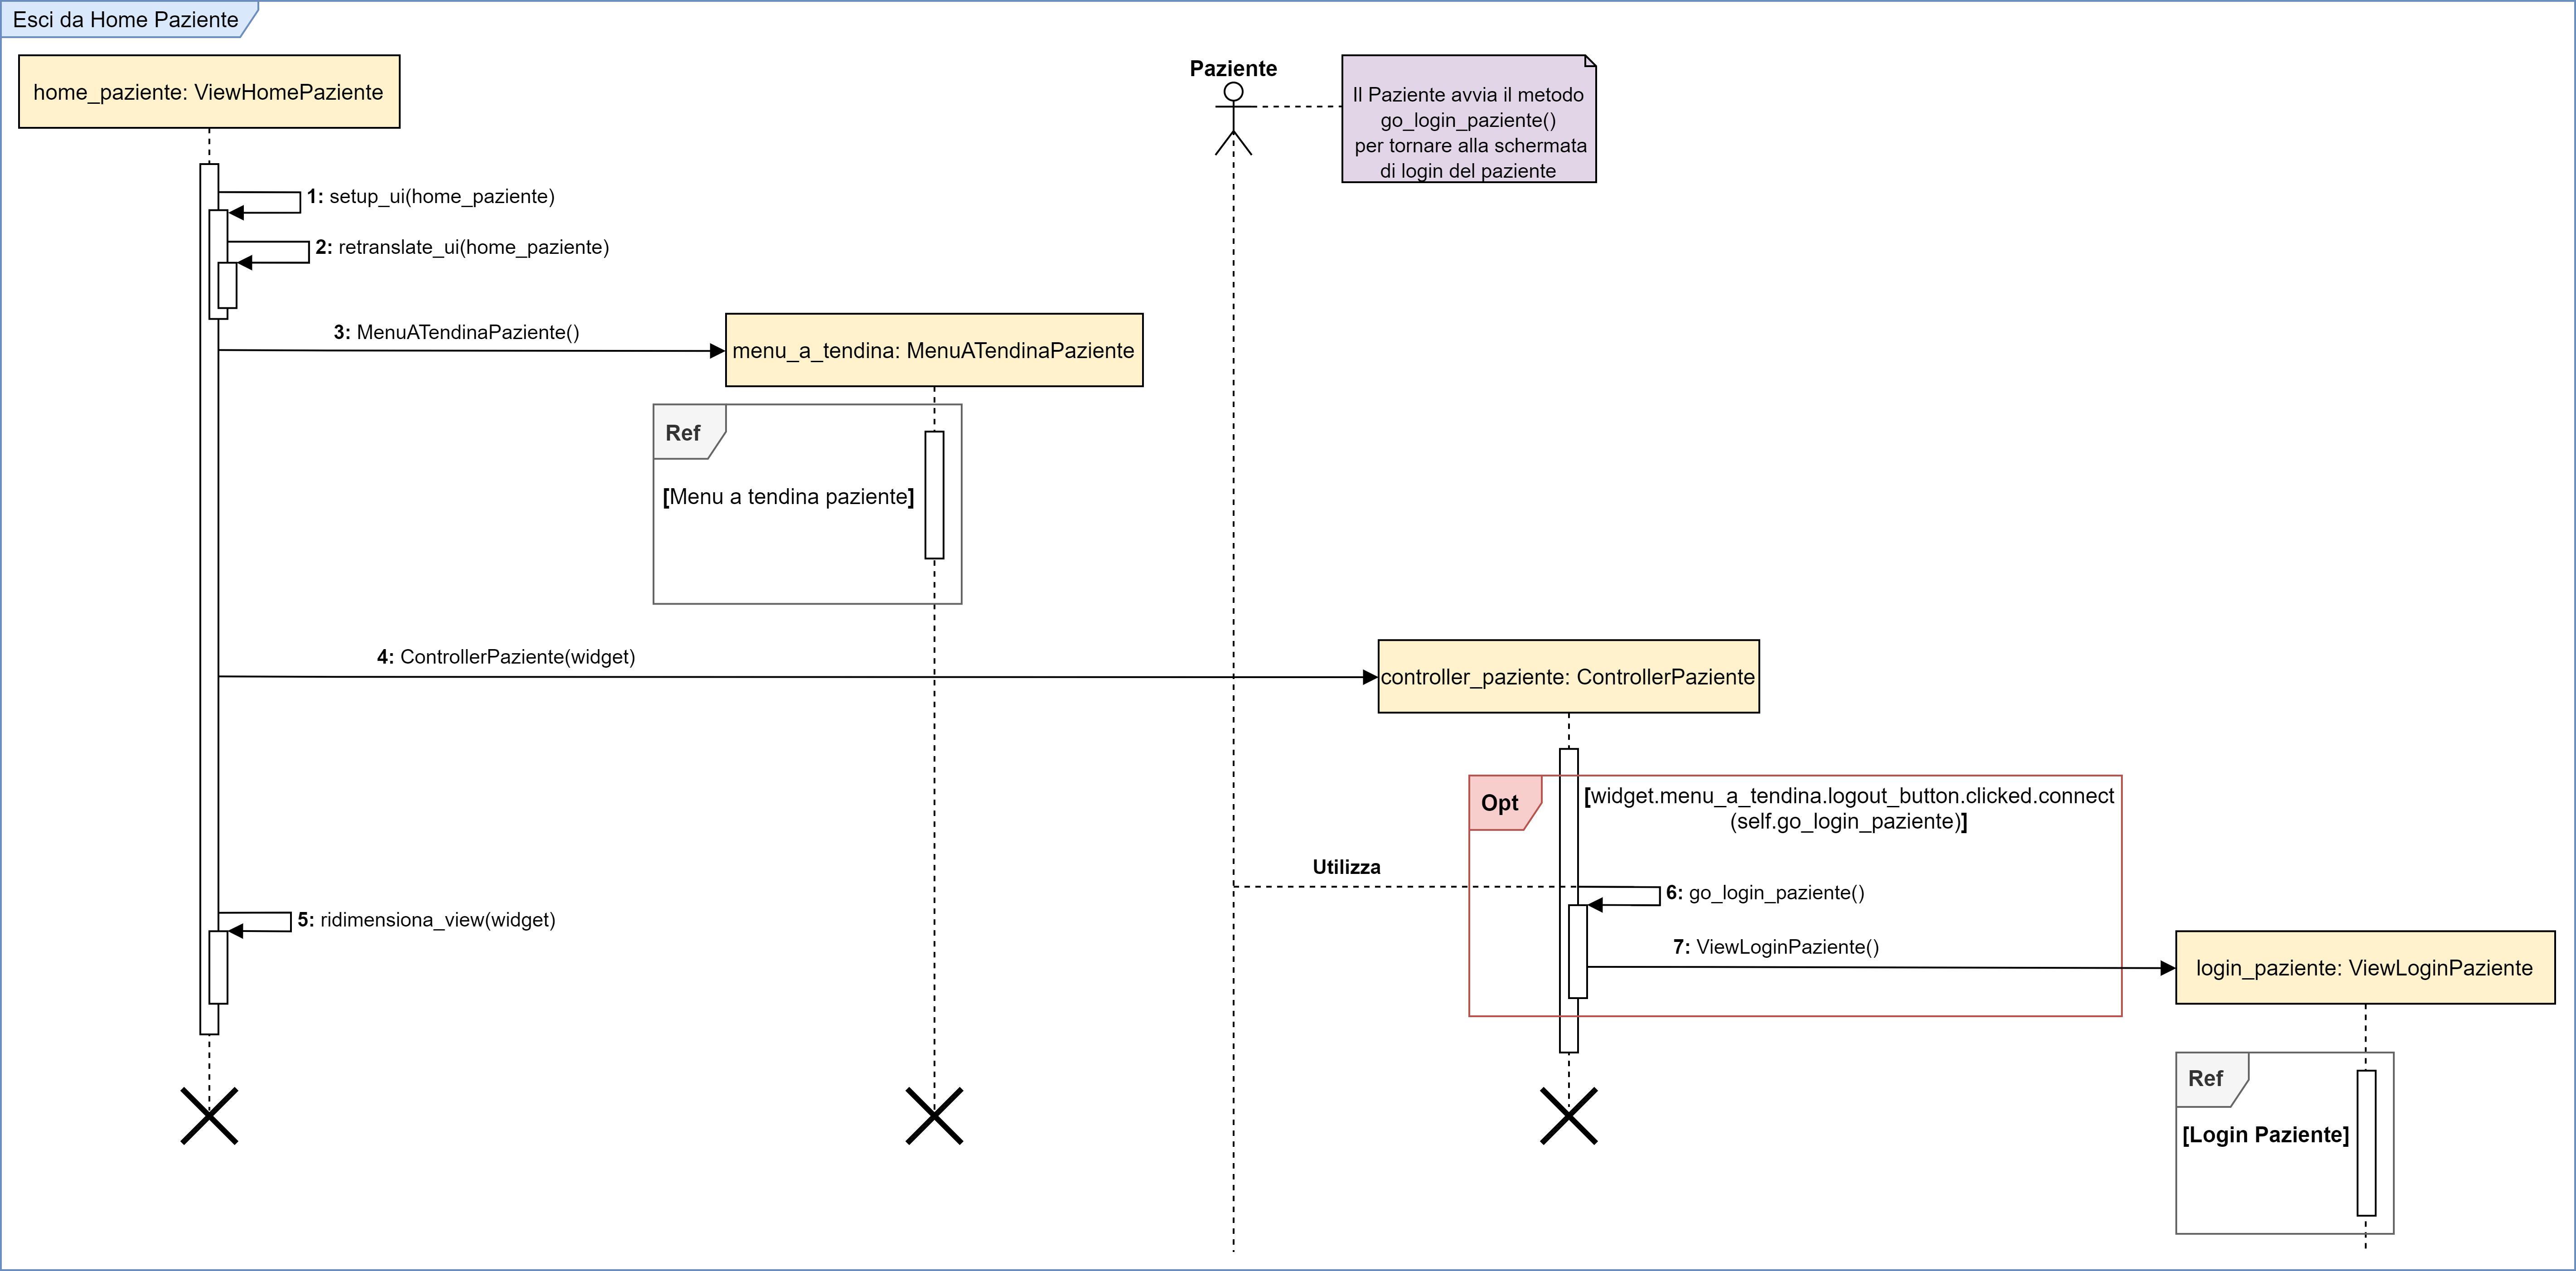 Esci da Home Paziente
home_paziente: ViewHomePaziente
Paziente
Il Paziente avvia il metodo
go_login_paziente()
per tornare alla schermata
di login del paziente
1: setup_ui(home_paziente)
2: retranslate_ui(home_paziente)
3: MenuATendinaPaziente()
menu_a_tendina: MenuATendinaPaziente
Ref
[Menu a tendina paziente]
4: ControllerPaziente(widget)
controller_paziente: ControllerPaziente
Opt
[widget.menu_a_tendina.logout_button.clicked.connect
(self.go_login_paziente)]
Utilizza
6: go_login_paziente()
5: ridimensiona_view(widget)
7: ViewLoginPaziente()
login_paziente: ViewLoginPaziente
Ref
[Login Paziente]